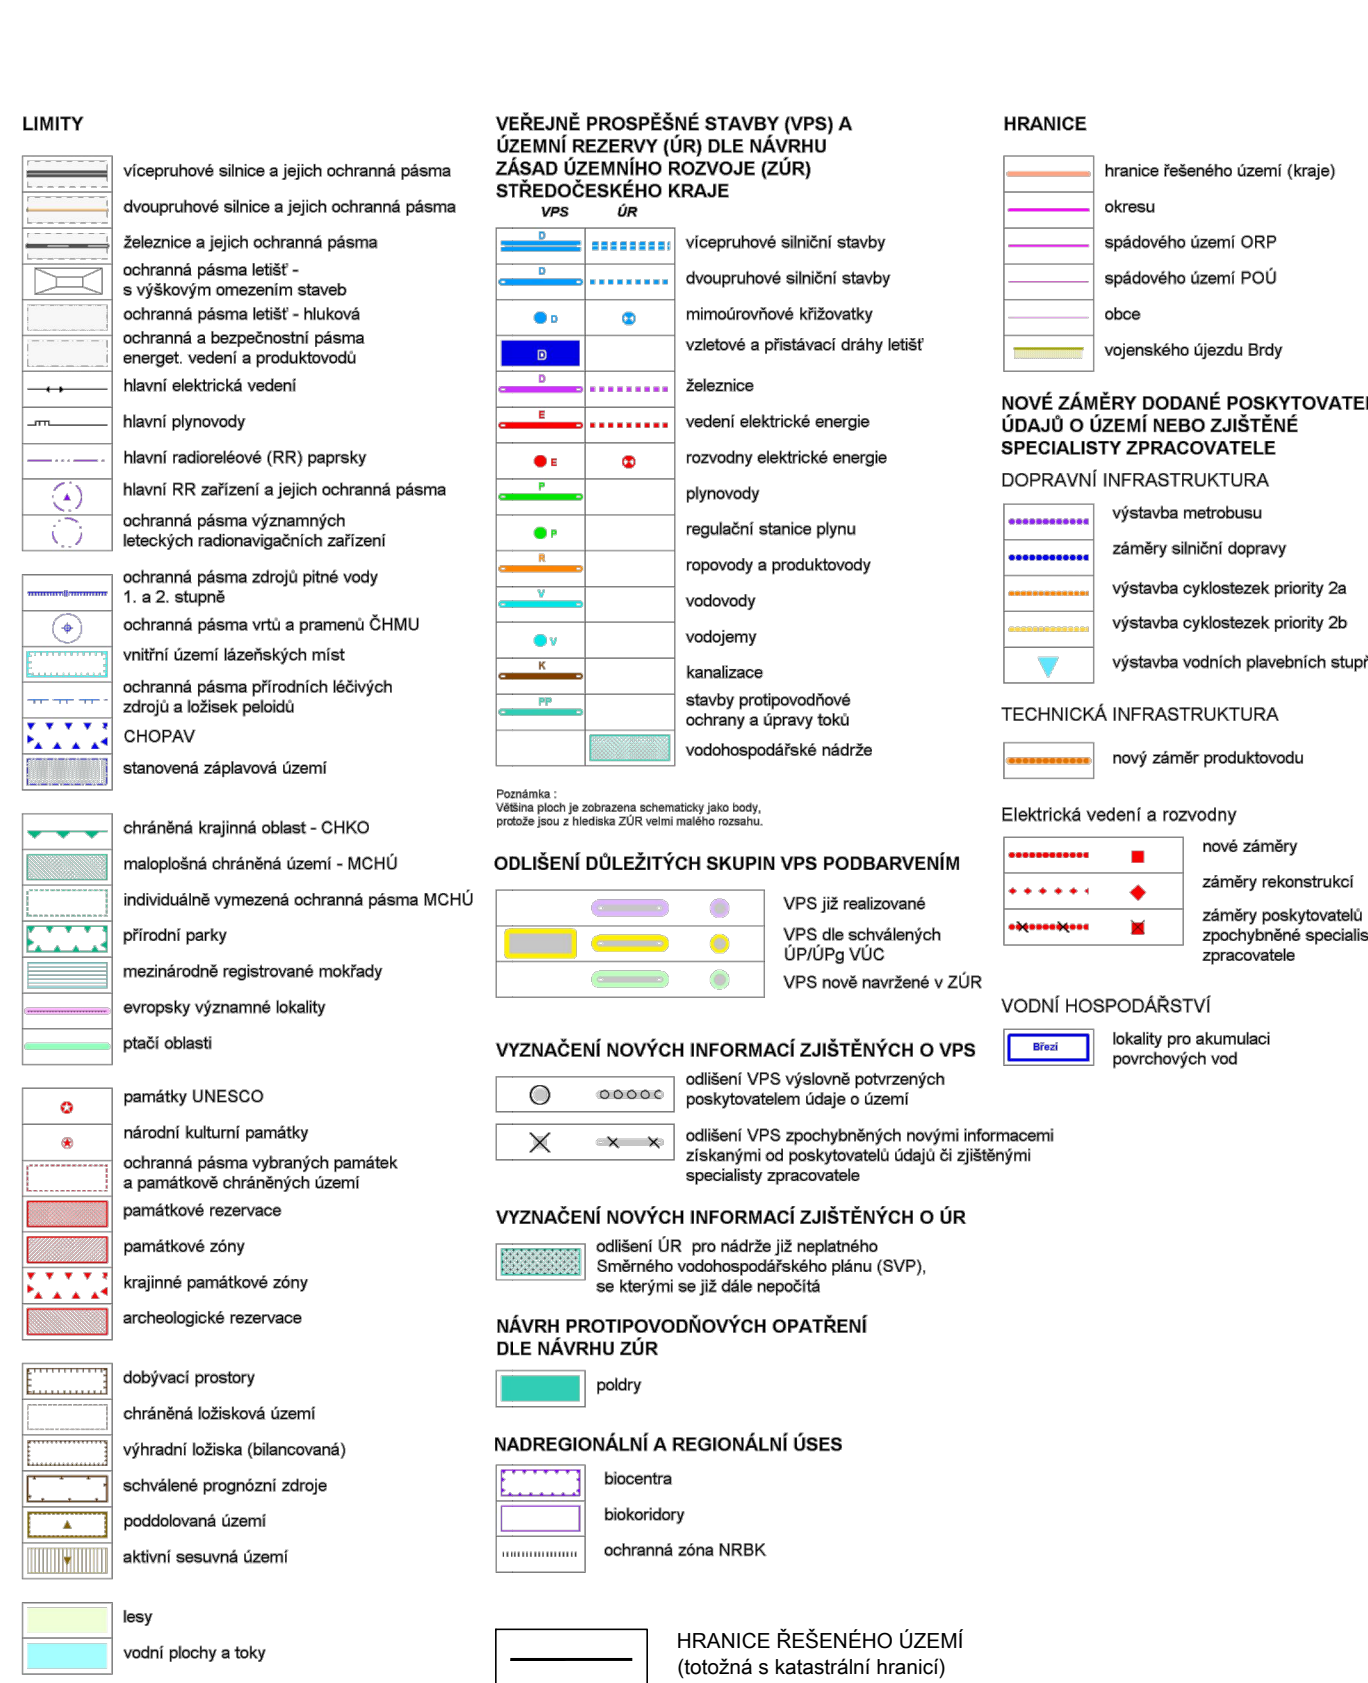 LIMITY
vícepruhové silnice a jejich ochranná pásma
dvoupruhové silnice a jejich ochranná pásma
železnice a jejich ochranná pásma
ochranná pásma letišť -
s výškovým omezením staveb
ochranná pásma letišť - hluková
ochranná a bezpečnostní pásma
energet. vedení a produktovodů
hlavní elektrická vedení
hlavní plynovody
hlavní radioreléové (RR) paprsky
hlavní RR zařízení a jejich ochranná pásma
ochranná pásma významných
leteckých radionavigačních zařízení
ochranná pásma zdrojů pitné vody
1. a 2. stupně
ochranná pásma vrtů a pramenů ČHMU
vnitřní území lázeňských míst
ochranná pásma přírodních léčivých
zdrojů a ložisek peloidů
CHOPAV
stanovená záplavová území
chráněná krajinná oblast - CHKO
maloplošná chráněná území - MCHÚ
individuálně vymezená ochranná pásma MCHÚ
přírodní parky
mezinárodně registrované mokřady
evropsky významné lokality
ptačí oblasti
památky UNESCO
národní kulturní památky
ochranná pásma vybraných památek
a památkově chráněných území
památkové rezervace
památkové zóny
krajinné památkové zóny
archeologické rezervace
dobývací prostory
chráněná ložisková území
výhradní ložiska (bilancovaná)
schválené prognózní zdroje
poddolovaná území
aktivní sesuvná území
lesy
vodní plochy a toky
VEŘEJNĚ PROSPĚŠNÉ STAVBY (VPS) A
ÚZEMNÍ REZERVY (ÚR) DLE NÁVRHU
ZÁSAD ÚZEMNÍHO ROZVOJE (ZÚR)
STŘEDOČESKÉHO KRAJE
VPS ÚR
D vícepruhové silniční stavby
D dvoupruhové silniční stavby
D mimoúrovňové křižovatky
D vzletové a přistávací dráhy letišť
D železnice
E vedení elektrické energie
E rozvodny elektrické energie
P plynovody
P regulační stanice plynu
R ropovody a produktovody
V vodovody
V vodojemy
K kanalizace
PP stavby protipovodňové
ochrany a úpravy toků
vodohospodářské nádrže
Poznámka :
Většina ploch je zobrazena schematicky jako body,
protože jsou z hlediska ZÚR velmi malého rozsahu.
ODLIŠENÍ DŮLEŽITÝCH SKUPIN VPS PODBARVENÍM
VPS již realizované
VPS dle schválených
ÚP/ÚPg VÚC
VPS nově navržené v ZÚR
VYZNAČENÍ NOVÝCH INFORMACÍ ZJIŠTĚNÝCH O VPS
odlišení VPS výslovně potvrzených
poskytovatelem údaje o území
odlišení VPS zpochybněných novými informacemi
získanými od poskytovatelů údajů či zjištěnými
specialisty zpracovatele
VYZNAČENÍ NOVÝCH INFORMACÍ ZJIŠTĚNÝCH O ÚR
odlišení ÚR pro nádrže již neplatného
Směrného vodohospodářského plánu (SVP),
se kterými se již dále nepočítá
NÁVRH PROTIPOVODŇOVÝCH OPATŘENÍ
DLE NÁVRHU ZÚR
poldry
NADREGIONÁLNÍ A REGIONÁLNÍ ÚSES
biocentra
biokoridory
ochranná zóna NRBK
HRANICE ŘEŠENÉHO ÚZEMÍ
(totožná s katastrální hranicí)
HRANICE
hranice řešeného území (kraje)
okresu
spádového území ORP
spádového území POÚ
obce
vojenského újezdu Brdy
NOVÉ ZÁMĚRY DODANÉ POSKYTOVATEL
ÚDAJŮ O ÚZEMÍ NEBO ZJIŠTĚNÉ
SPECIALISTY ZPRACOVATELE
DOPRAVNÍ INFRASTRUKTURA
výstavba metrobusu
záměry silniční dopravy
výstavba cyklostezek priority 2a
výstavba cyklostezek priority 2b
výstavba vodních plavebních stupň
TECHNICKÁ INFRASTRUKTURA
nový záměr produktovodu
Elektrická vedení a rozvodny
nové záměry
záměry rekonstrukcí
záměry poskytovatelů
zpochybněné specialis
zpracovatele
VODNÍ HOSPODÁŘSTVÍ
Březí lokality pro akumulaci
povrchových vod